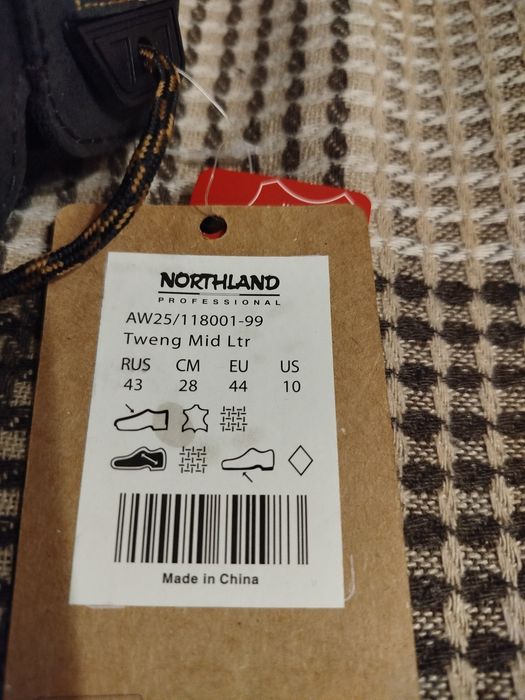 NORTHLAND
PROFESSIONAL
AW25/118001-99
Tweng Mid Ltr
RUS CM EU US
43 28 44 10
Made in China